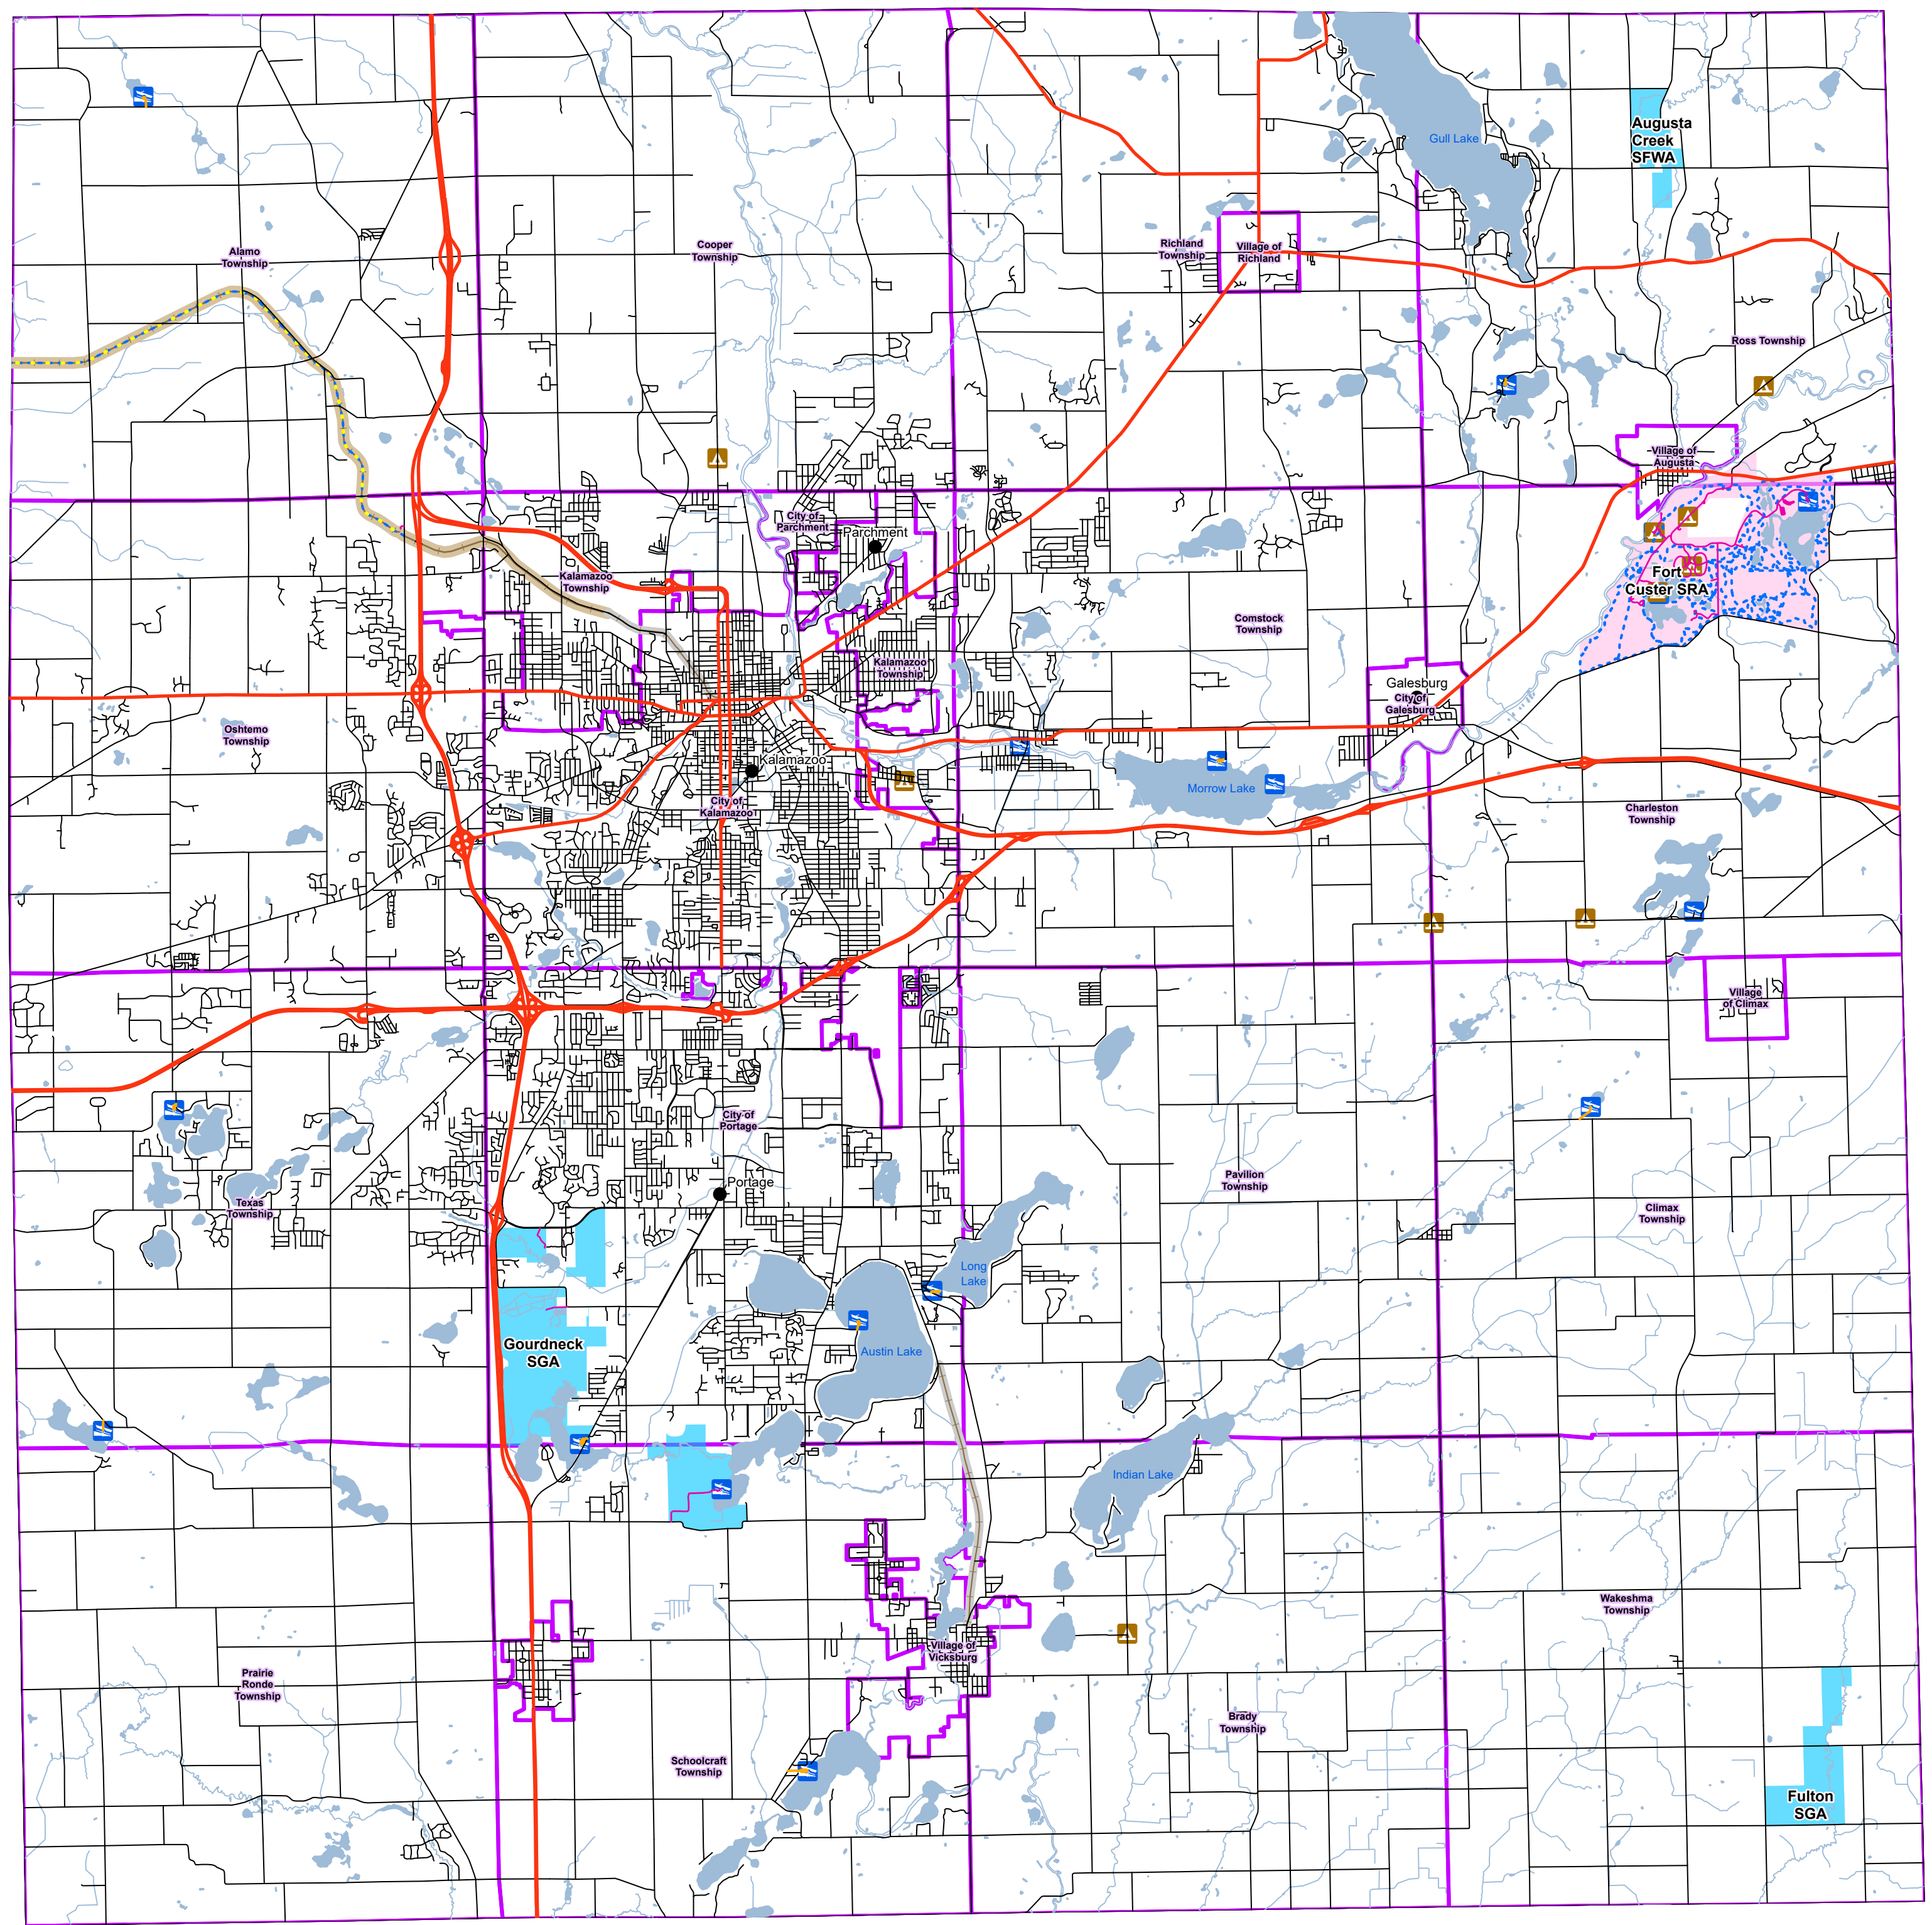 Augusta
Creek
SFWA
Gull Lake
Alamo
Township
Cooper
Township
Richland
Township
Village of
Richland
Ross Township
Village of
Augusta
City of
Parchment
Parchment
Kalamazoo
Township
Fort
Custer SRA
Comstock
Township
Kalamazoo
Township
Galesburg
City of
Galesburg
Oshtemo
Township
Kalamazoo
Morrow Lake
City of
Kalamazoo
Charleston
Township
Village
of Climax
City of
Portage
Portage
Pavilion
Township
Texas
Township
Climax
Township
Long
Lake
Gourdneck
SGA
Austin Lake
Indian Lake
Wakeshma
Township
Village of
Vicksburg
Prairie
Ronde
Township
Brady
Township
Schoolcraft
Township
Fulton
SGA